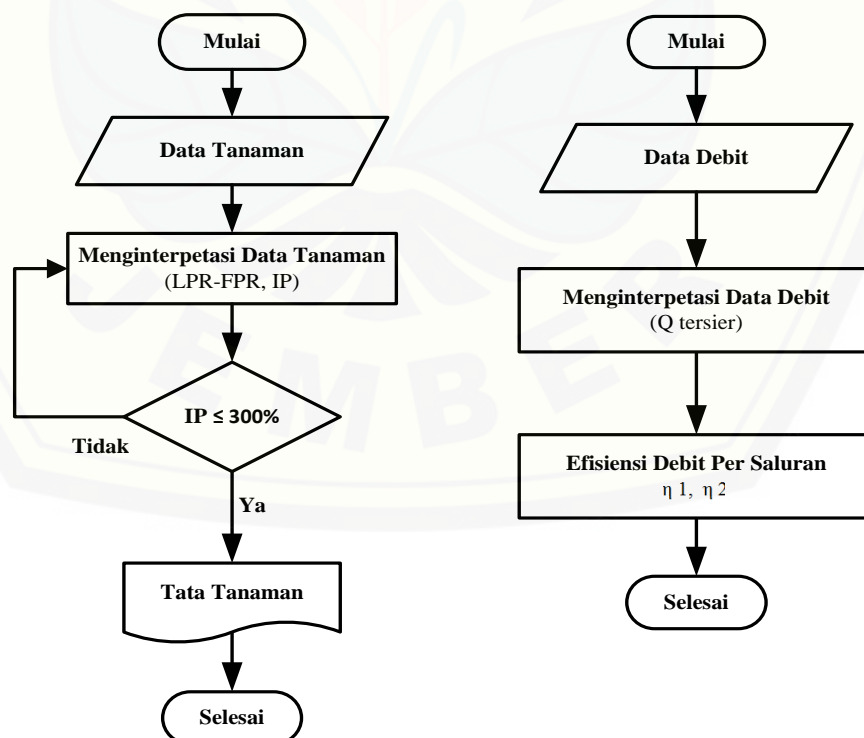 Mulai
Data Tanaman
Menginterpetasi Data Tanaman
(LPR-FPR, IP)
IP ≤ 300%
Tidak
Ya
Tata Tanaman
Selesai
Mulai
Data Debit
Menginterpetasi Data Debit
(Q tersier)
Efisiensi Debit Per Saluran
η 1, η 2
Selesai
JEMBER